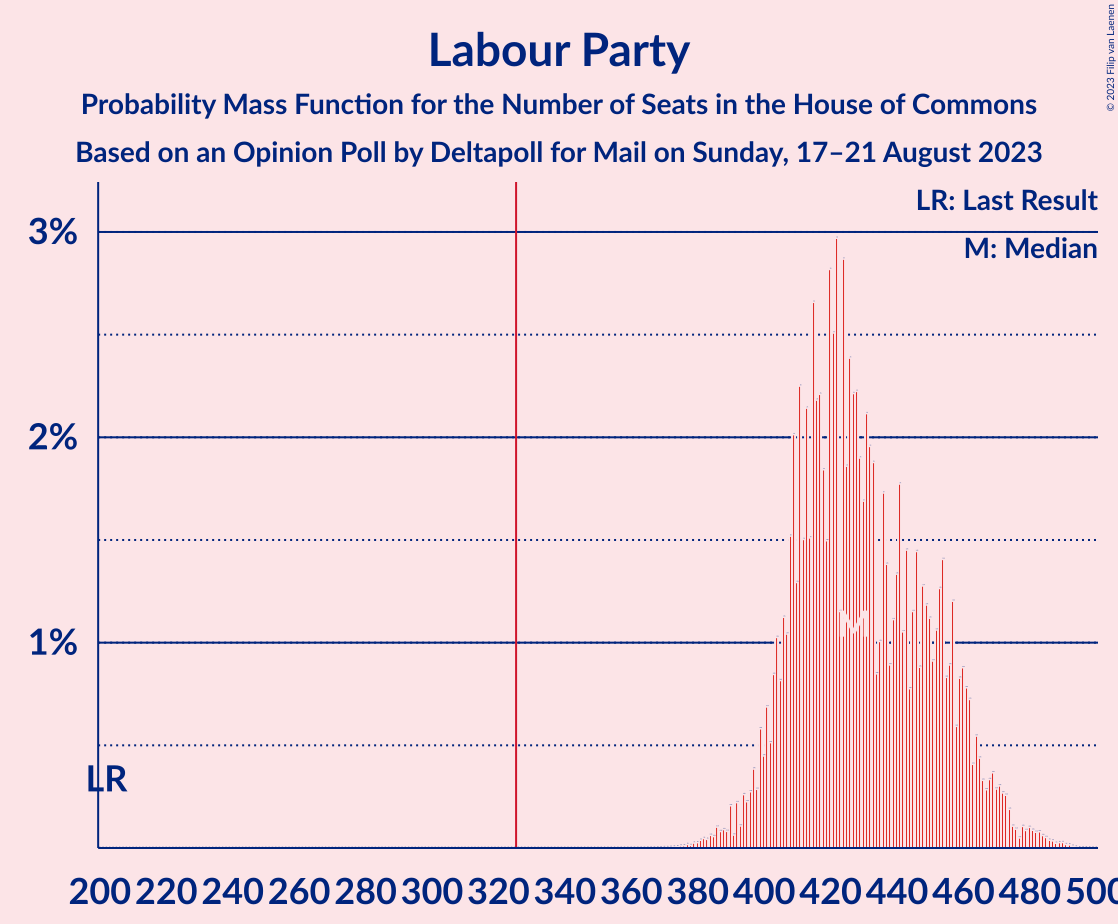 Labour Party
Probability Mass Function for the Number of Seats in the House of Commons
Based on an Opinion Poll by Deltapoll for Mail on Sunday, 17–21 August 2023
© 2023 Filip van Laenen
LR: Last Result
M: Median
3%
2%
1%
M
LR
200 220 240 260 280 300 320 340 360 380 400 420 440 460 480 500